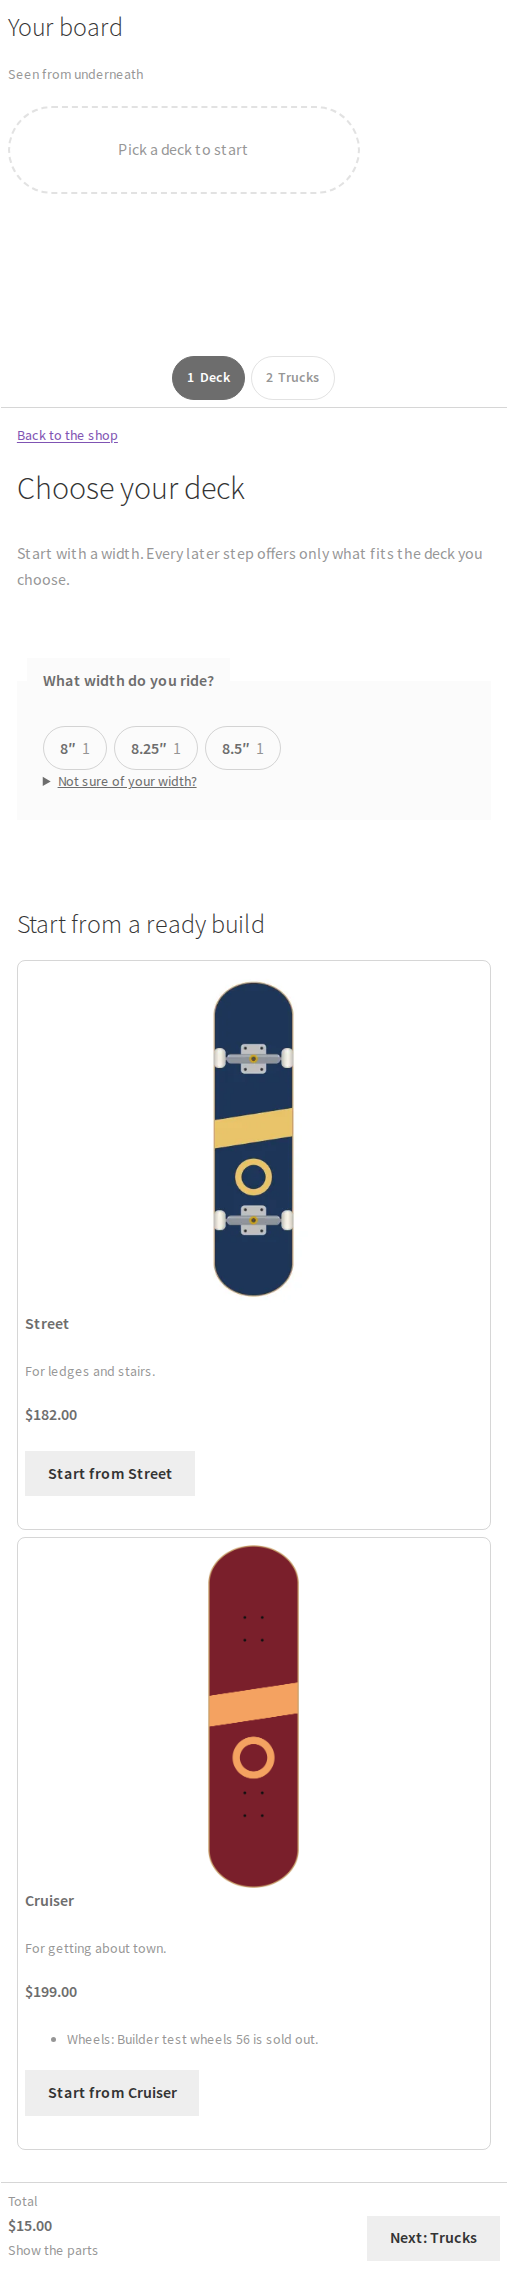 Your board
Seen from underneath
Pick a deck to start
1 Deck
2 Trucks
Back to the shop
Choose your deck
Start with a width. Every later step offers only what fits the deck you
choose.
What width do you ride?
8″ 1
8.25″ 1
8.5″ 1
Not sure of your width?
Start from a ready build
Street
For ledges and stairs.
$182.00
Start from Street
Cruiser
For getting about town.
$199.00
Wheels: Builder test wheels 56 is sold out.
Start from Cruiser
Total
$15.00
Show the parts
Next: Trucks